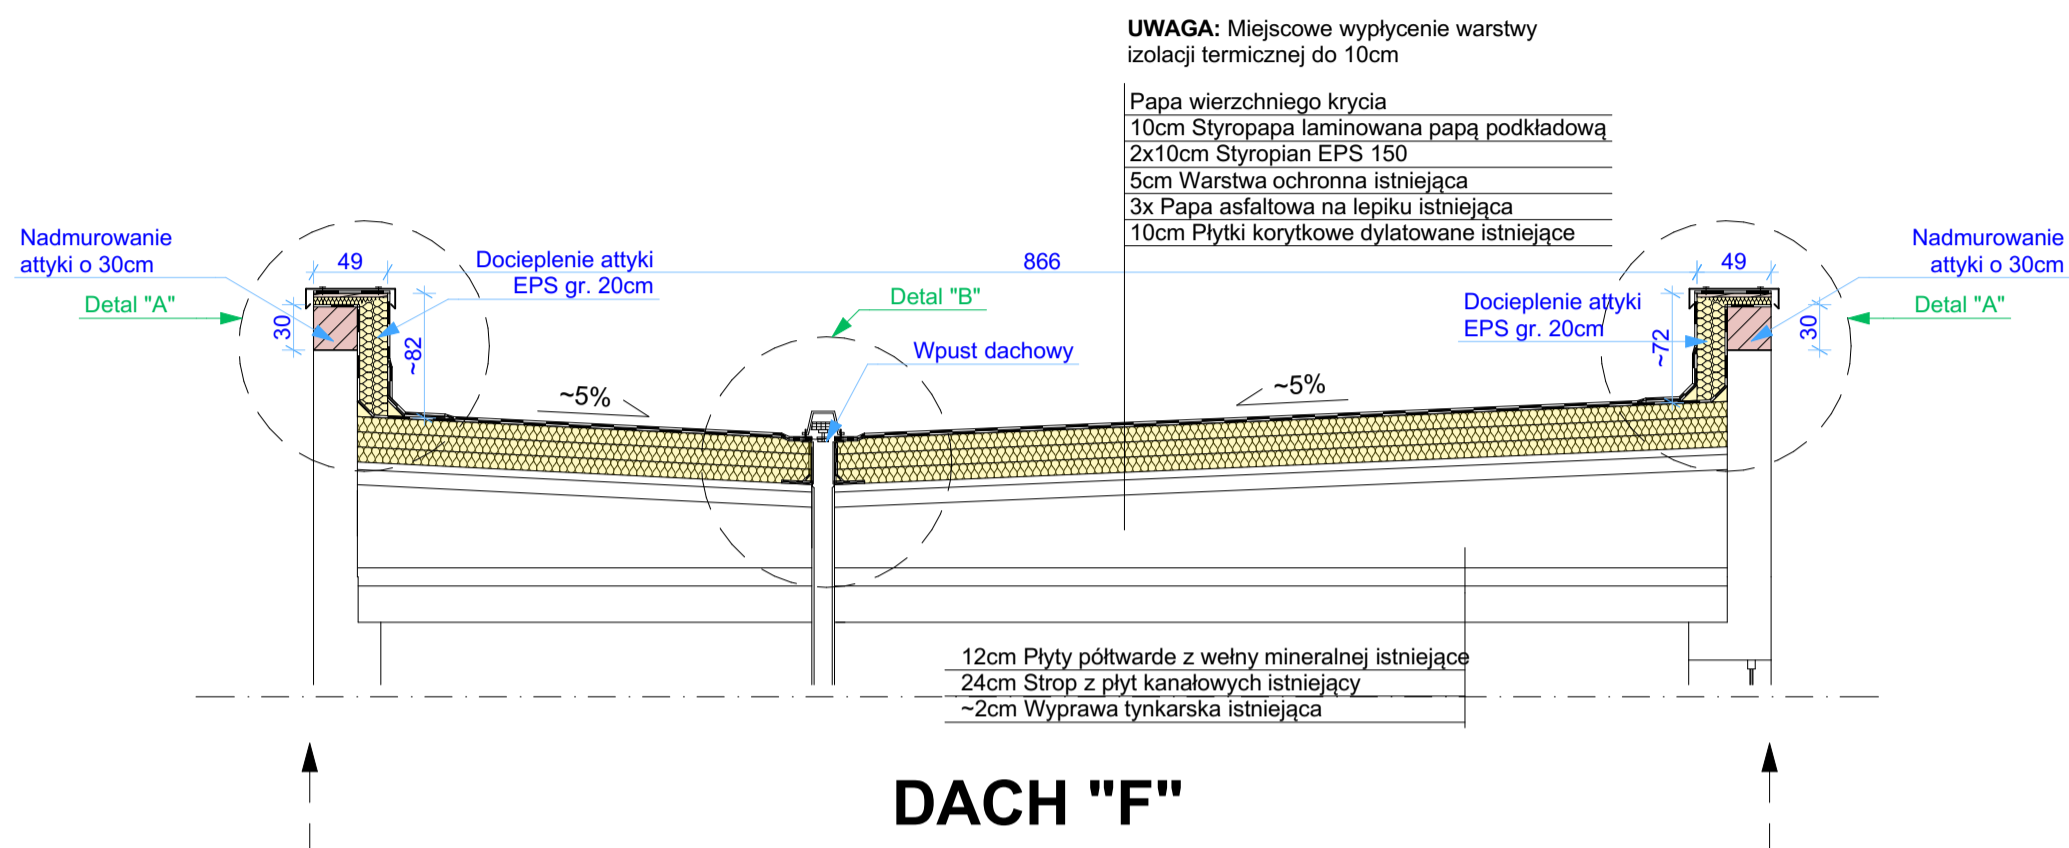 UWAGA: Miejscowe wypłycenie warstwy
izolacji termicznej do 10cm
Papa wierzchniego krycia
10cm Styropapa laminowana papą podkładową
2x10cm Styropian EPS 150
5cm Warstwa ochronna istniejąca
3x Papa asfaltowa na lepiku istniejąca
10cm Płytki korytkowe dylatowane istniejące
Nadmurowanie
attyki o 30cm
Detal "A"
49
30
~82
Docieplenie attyki
EPS gr. 20cm
866
Detal "B"
Wpust dachowy
~5%
~5%
Docieplenie attyki
EPS gr. 20cm
49
~72
30
Nadmurowanie
attyki o 30cm
Detal "A"
12cm Płyty półtwarde z wełny mineralnej istniejące
24cm Strop z płyt kanałowych istniejący
~2cm Wyprawa tynkarska istniejąca
DACH "F"